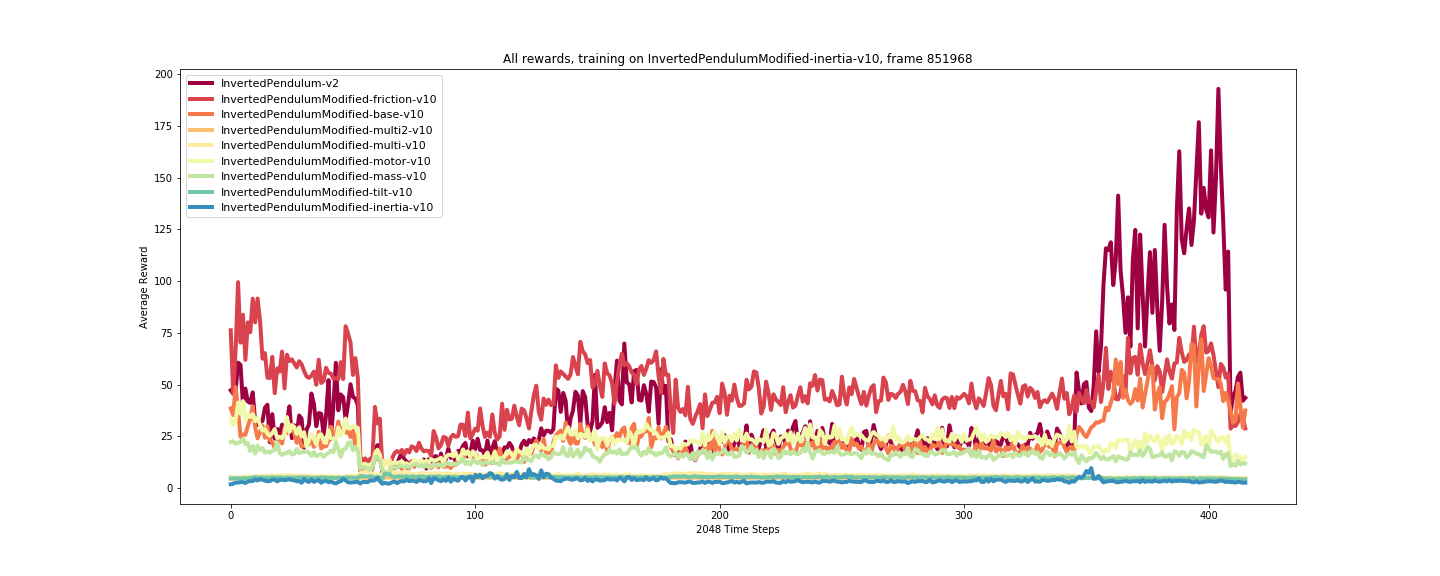 All rewards, training on InvertedPendulumModified-inertia-v10, frame 851968
200
175
150
125
100
75
50
25
0
Average Reward
InvertedPendulum-v2
InvertedPendulumModified-friction-v10
InvertedPendulumModified-base-v10
InvertedPendulumModified-multi2-v10
InvertedPendulumModified-multi-v10
InvertedPendulumModified-motor-v10
InvertedPendulumModified-mass-v10
InvertedPendulumModified-tilt-v10
InvertedPendulumModified-inertia-v10
0 100 200 300 400
2048 Time Steps